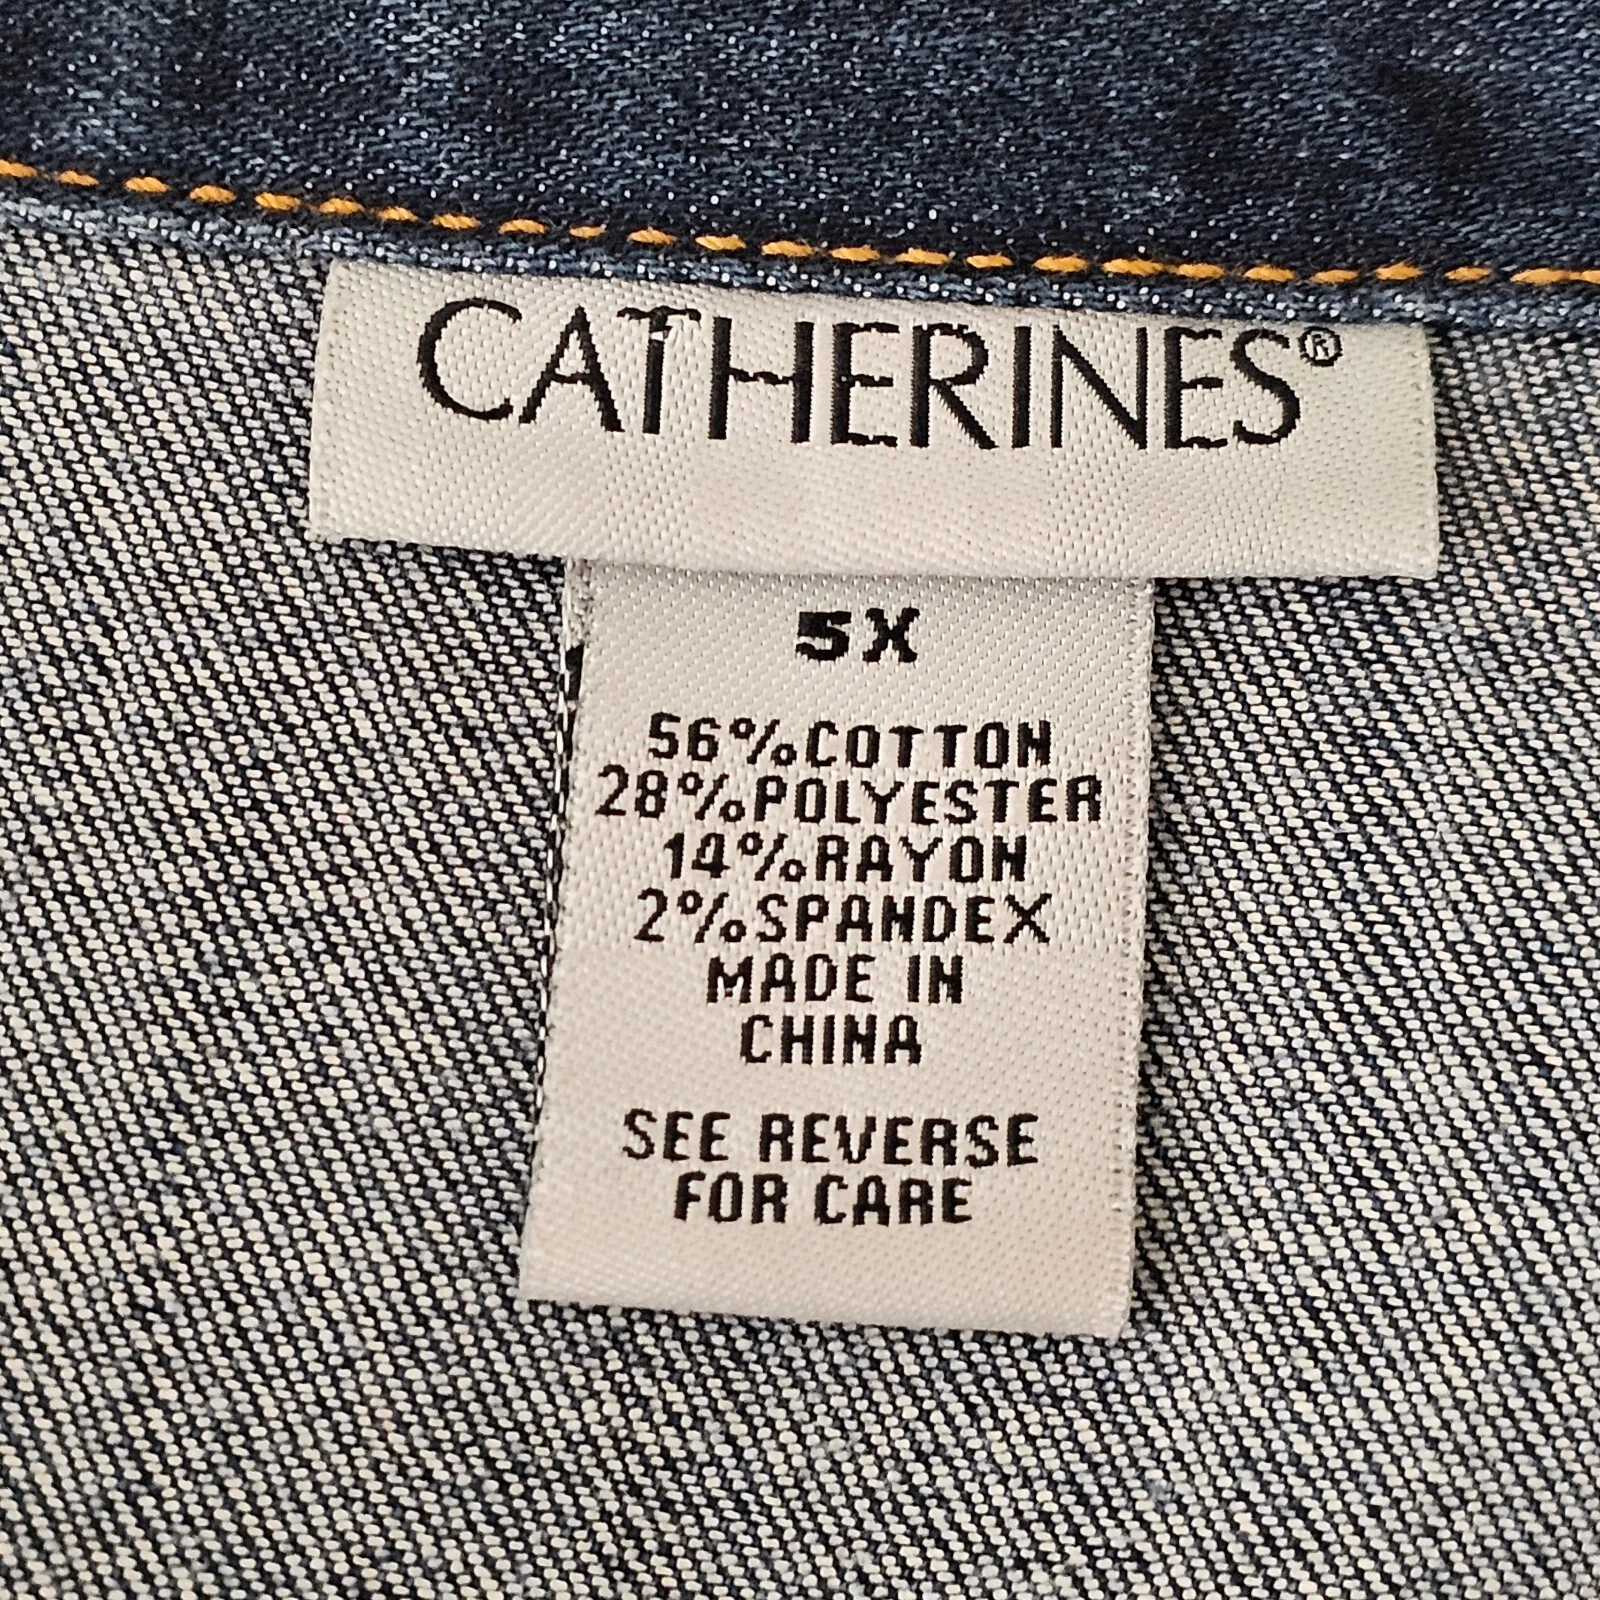 CATHERINES®
5X
56%COTTON
28%POLYESTER
14%RAYON
2%SPANDEX
MADE IN
CHINA
SEE REVERSE
FOR CARE